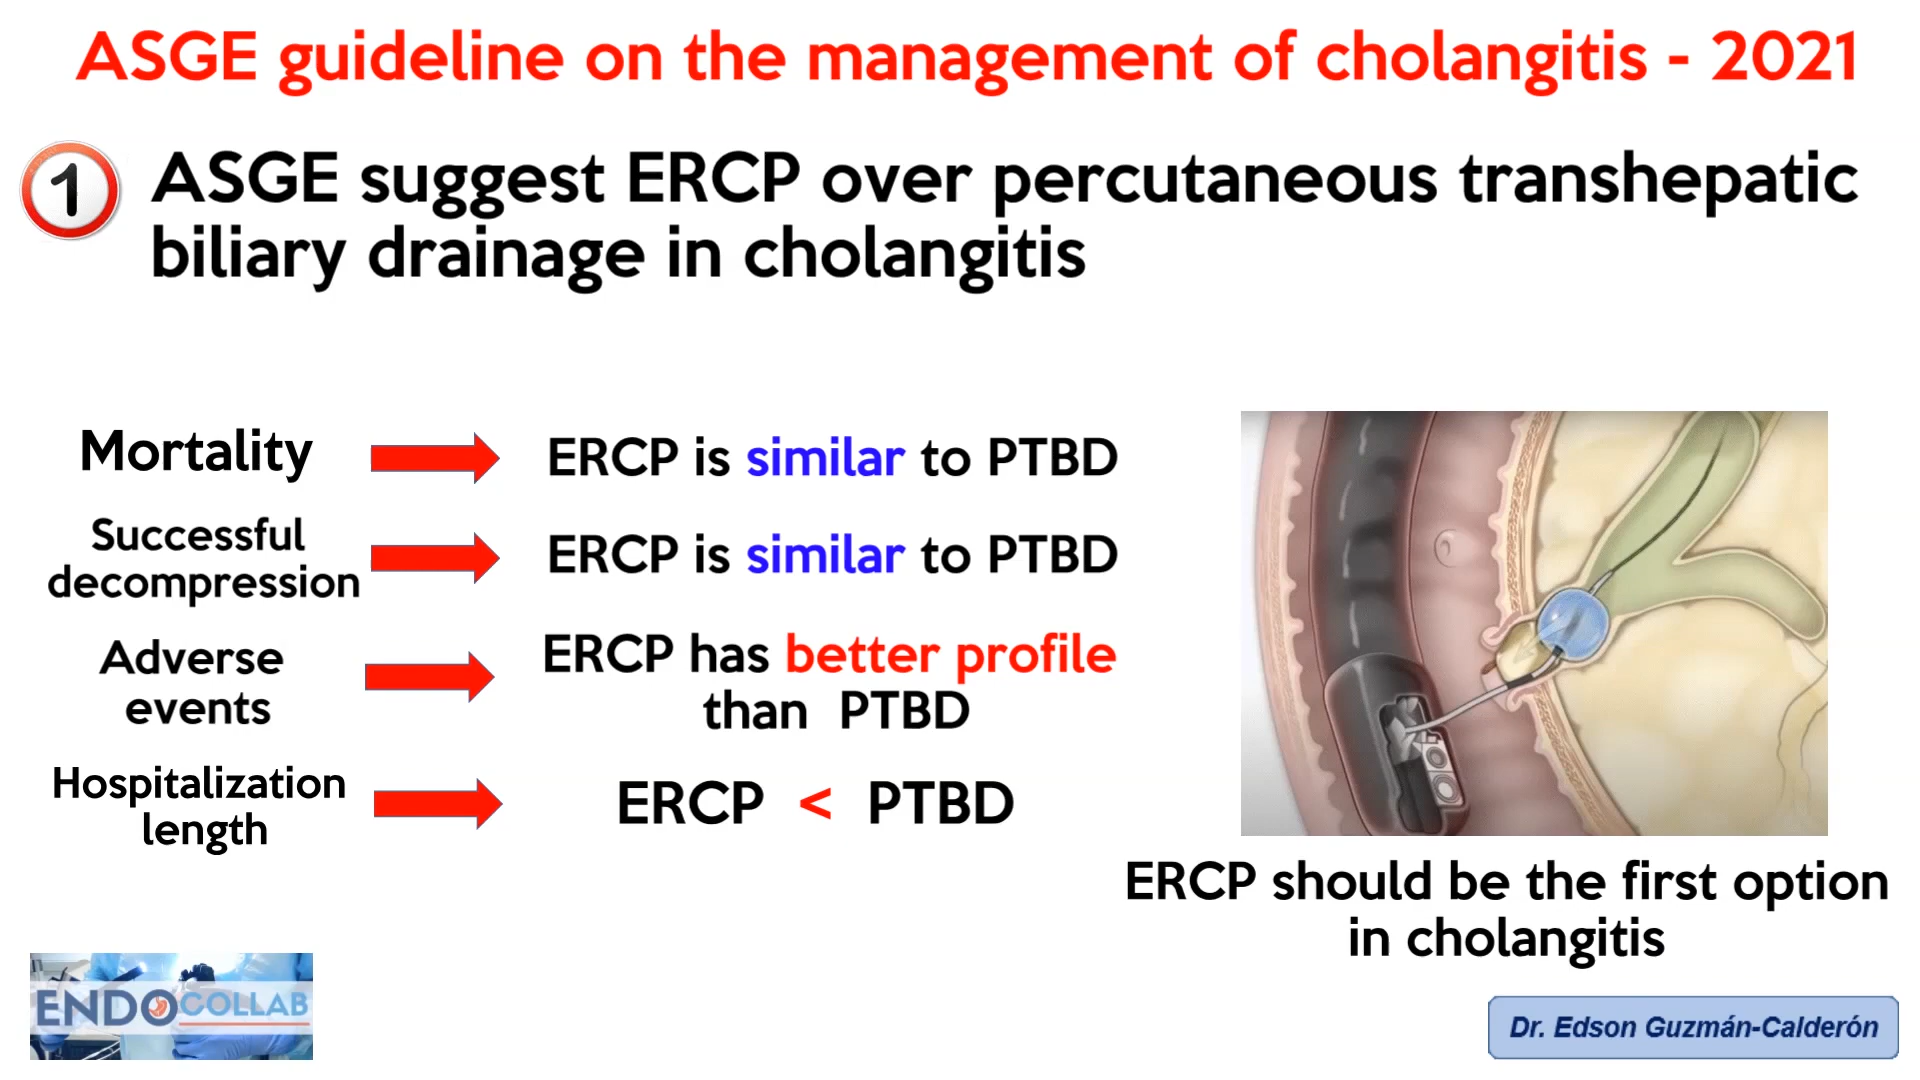 ASGE guideline on the management of cholangitis - 2021
1
ASGE suggest ERCP over percutaneous transhepatic
biliary drainage in cholangitis
Mortality
ERCP is similar to PTBD
Successful
decompression
ERCP is similar to PTBD
Adverse
events
ERCP has better profile
than PTBD
Hospitalization
length
ERCP < PTBD
ERCP should be the first option
in cholangitis
ENDOCOLLAB
Dr. Edson Guzmán-Calderón